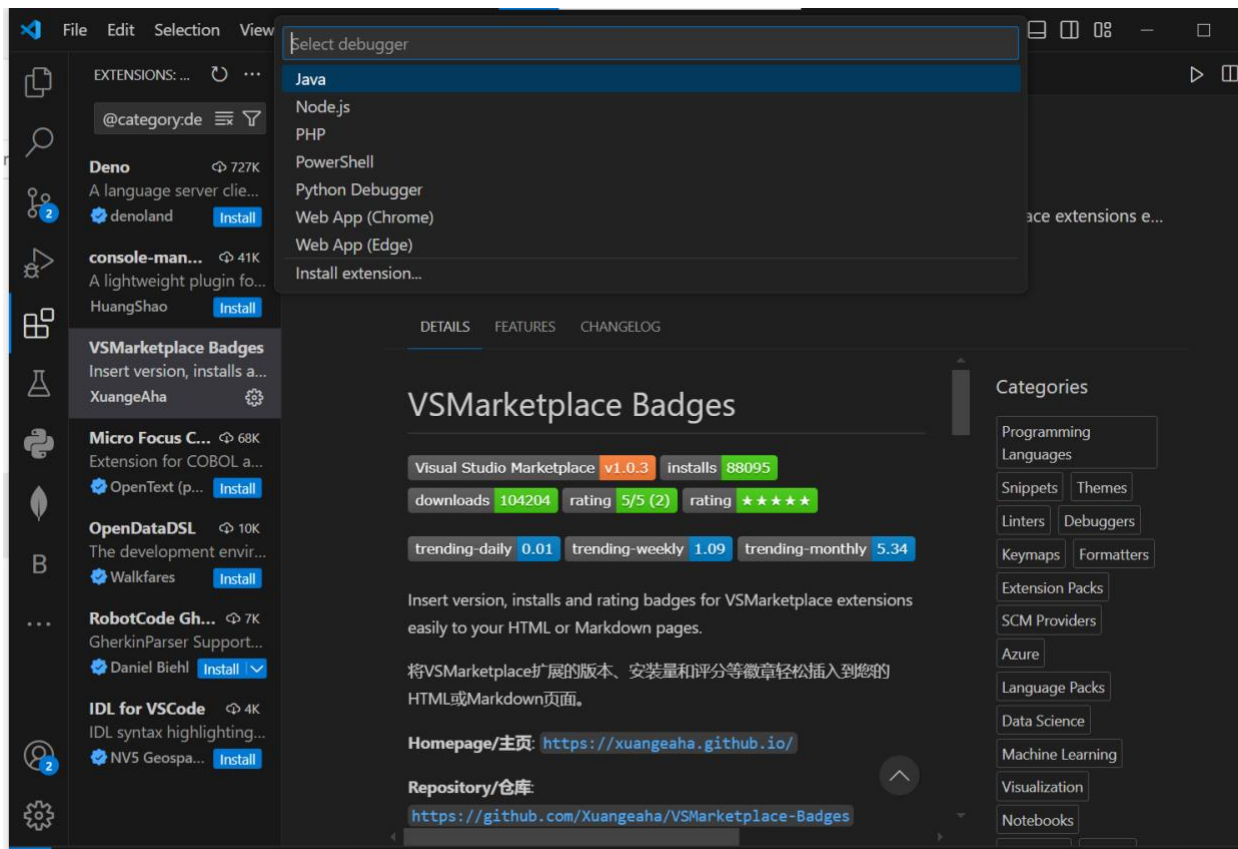 File Edit Selection View
Select debugger
Java
Node.js
PHP
PowerShell
Python Debugger
Web App (Chrome)
Web App (Edge)
Install extension...
EXTENSIONS: ...
@category:de
Deno 727K
A language server clie...
denoland Install
console-man... 41K
A lightweight plugin fo...
HuangShao Install
VSMarketplace Badges
Insert version, installs a...
XuangeAha
Micro Focus C... 68K
Extension for COBOL a...
OpenText (p... Install
OpenDataDSL 10K
The development envir...
Walkfares Install
RobotCode Gh... 7K
GherkinParser Support...
Daniel Biehl Install
IDL for VSCode 4K
IDL syntax highlighting...
NV5 Geospa... Install
2
B
2
ace extensions e...
DETAILS FEATURES CHANGELOG
VSMarketplace Badges
Visual Studio Marketplace v1.0.3 installs 88095
downloads 104204 rating 5/5 (2) rating ★★★★★
trending-daily 0.01 trending-weekly 1.09 trending-monthly 5.34
Insert version, installs and rating badges for VSMarketplace extensions
easily to your HTML or Markdown pages.
将VSMarketplace扩展的版本、安装量和评分等徽章轻松插入到您的
HTML或Markdown页面。
Homepage/主页: https://xuangeaha.github.io/
Repository/仓库:
https://github.com/Xuangeaha/VSMarketplace-Badges
Categories
Programming
Languages
Snippets Themes
Linters Debuggers
Keymaps Formatters
Extension Packs
SCM Providers
Azure
Language Packs
Data Science
Machine Learning
Visualization
Notebooks